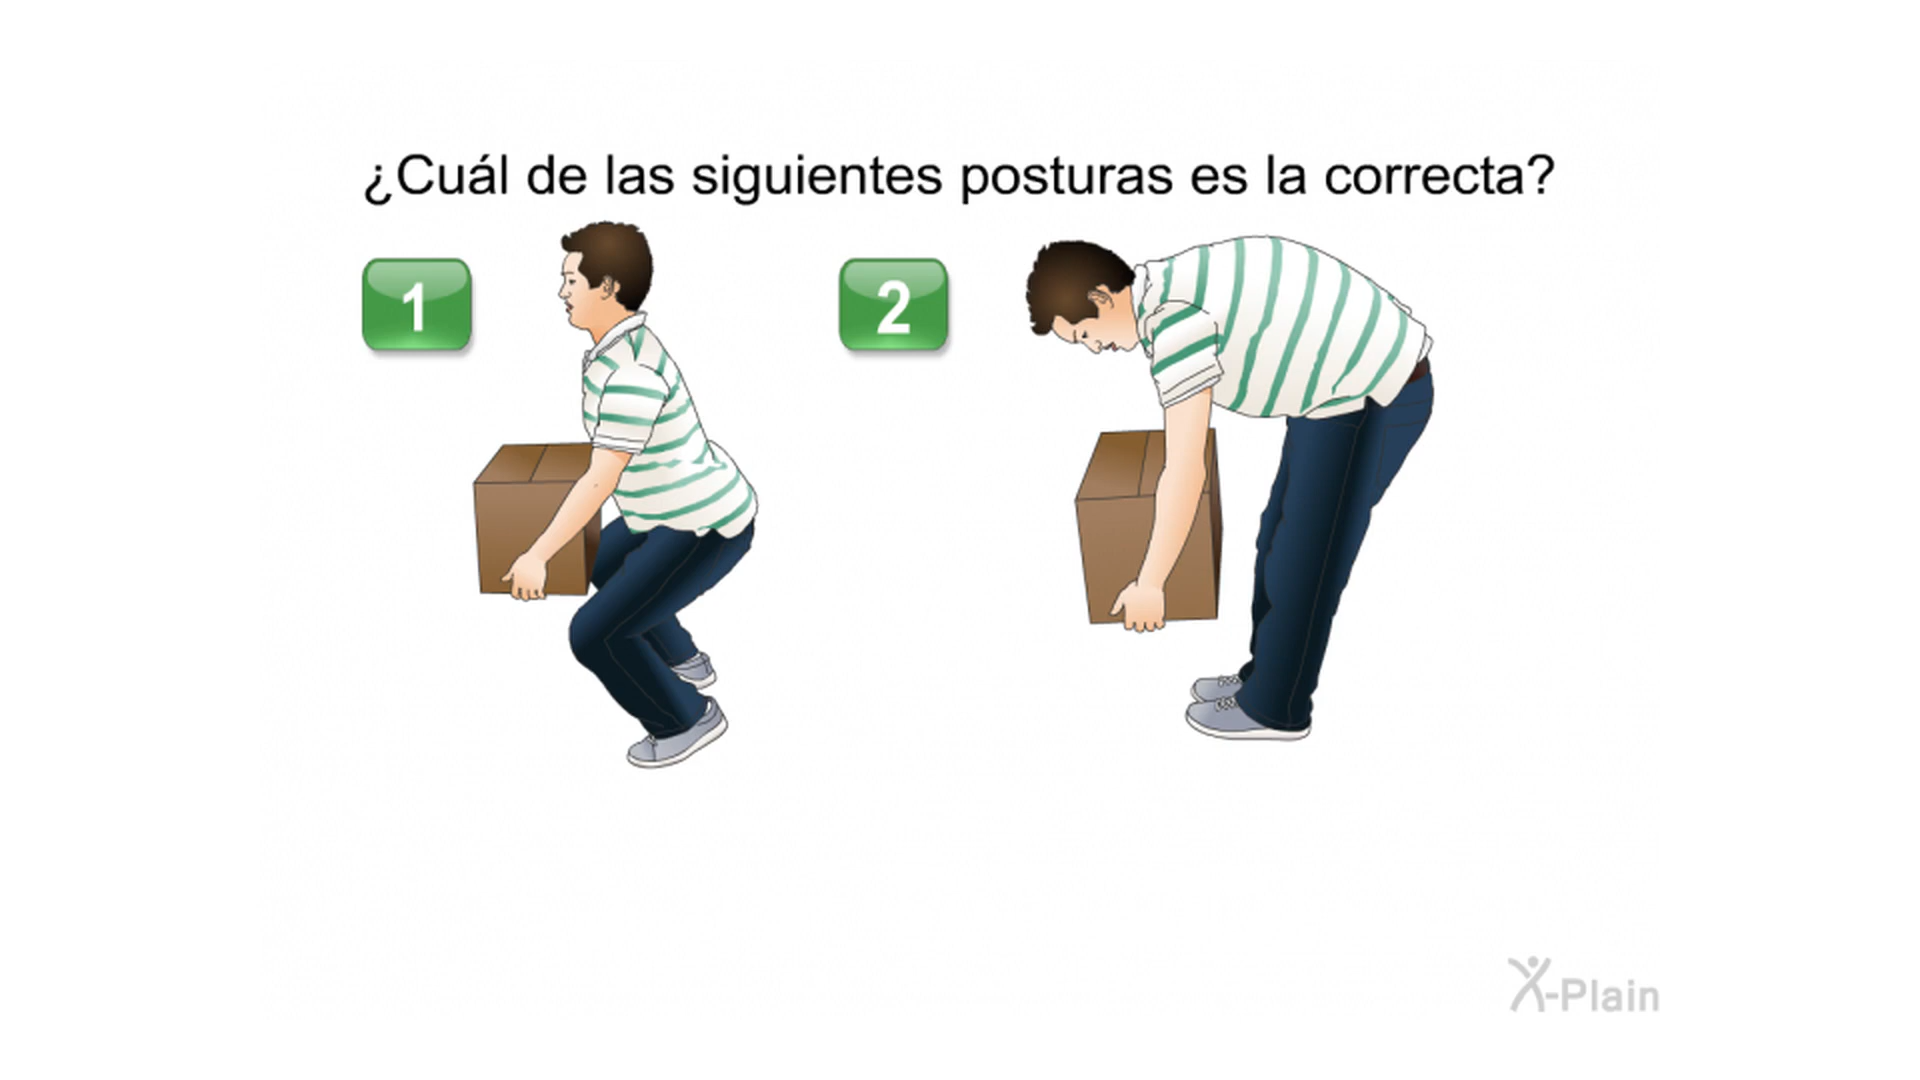 ¿Cuál de las siguientes posturas es la correcta?
1
2
X-Plain